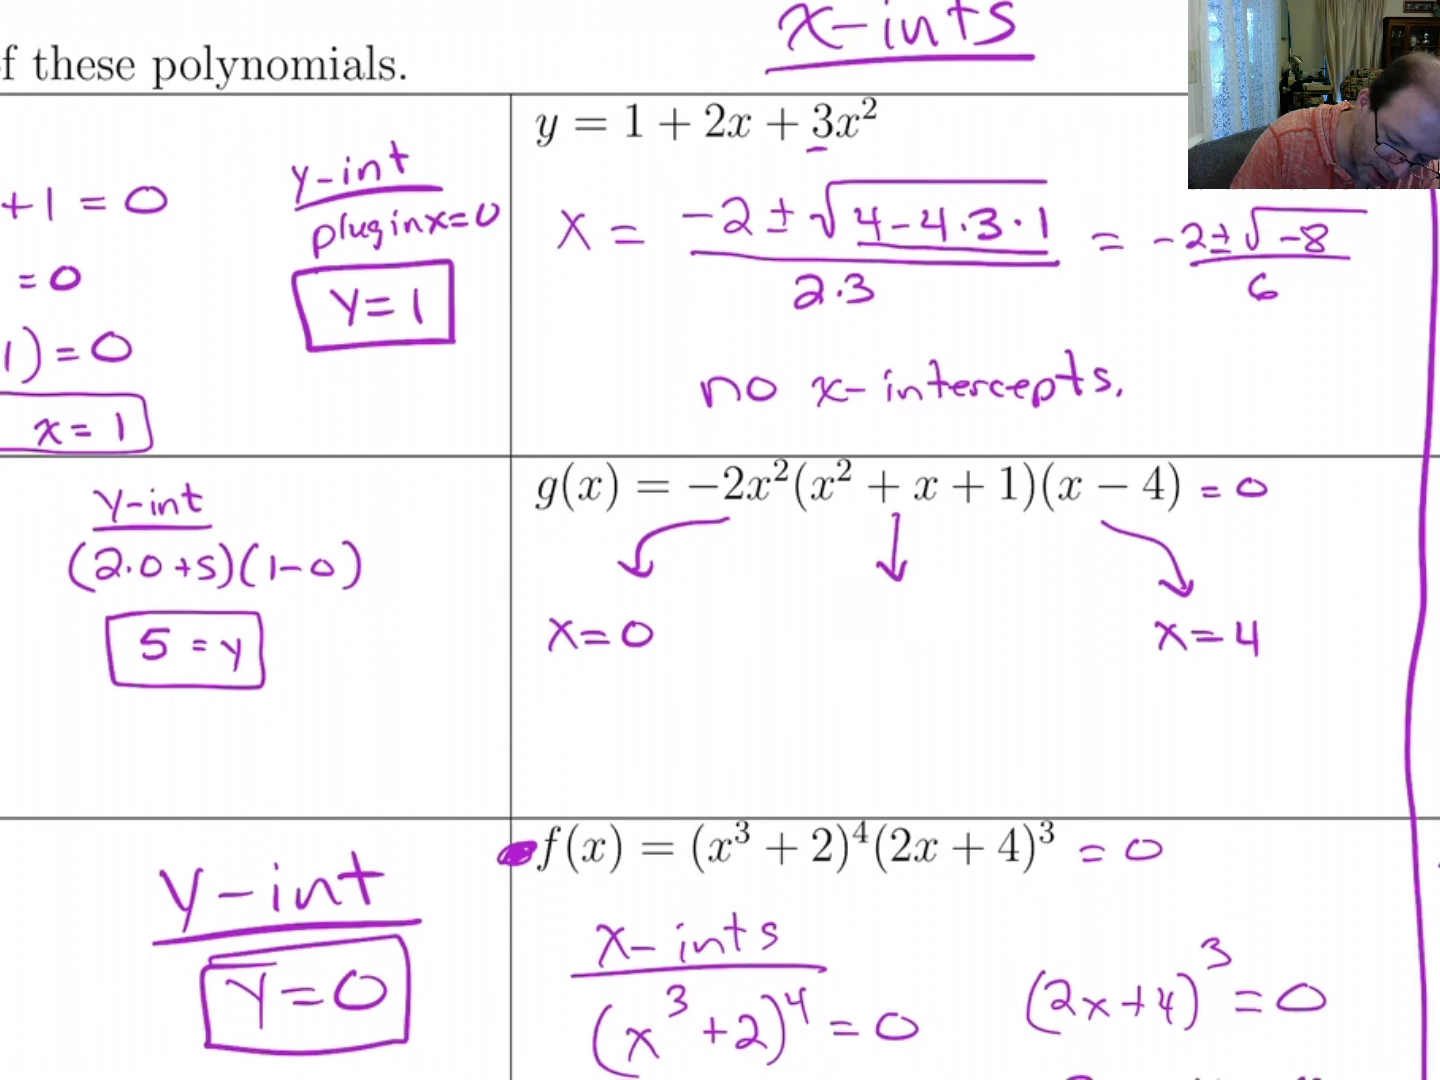 x-ints
f these polynomials.
+1 = 0
= 0
1) = 0
x = 1
y-int
plug in x=0
y = 1
y = 1 + 2x + 3x²
x = (-2 ± √(4-4·3·1))/(2·3) = (-2 ± √-8)/6
no x-intercepts.
y-int
(2·0+5)(1-0)
5 = y
g(x) = −2x²(x² + x + 1)(x − 4) = 0
x=0
x=4
y-int
y=0
f(x) = (x³ + 2)⁴(2x + 4)³ = 0
x-ints
(x³+2)⁴ = 0
(2x+4)³ = 0